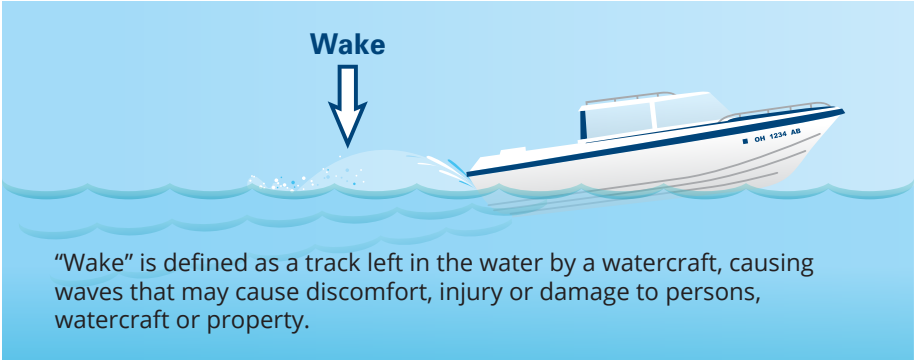 Wake
OH 1234 AB
“Wake” is defined as a track left in the water by a watercraft, causing
waves that may cause discomfort, injury or damage to persons,
watercraft or property.